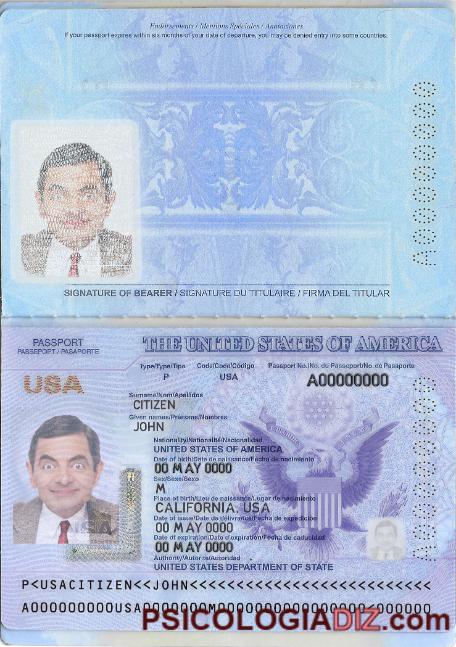 Endorsements / Mentions Spéciales / Anotaciones
If your passport expires within six months of your date of departure, you may be denied entry into some countries.
A00000000
SIGNATURE OF BEARER / SIGNATURE DU TITULAIRE / FIRMA DEL TITULAR
PASSPORT
PASSEPORT / PASAPORTE
THE UNITED STATES OF AMERICA
USA
Type/Type/Tipo Code/Code/Código Passport No./No. du Passeport/No. de Pasaporte
P USA A00000000
Surname/Nom/Apellidos
CITIZEN
Given names/Prénoms/Nombres
JOHN
Nationality/Nationalité/Nacionalidad
UNITED STATES OF AMERICA
Date of birth/Date de naissance/Fecha de nacimiento
00 MAY 0000
Sex/Sexe/Sexo
M
Place of birth/Lieu de naissance/Lugar de nacimiento
CALIFORNIA, USA
Date of issue/Date de délivrance/Fecha de expedición
00 MAY 0000
Date of expiration/Date d'expiration/Fecha de caducidad
00 MAY 0000
Authority/Autorité/Autoridad
UNITED STATES DEPARTMENT OF STATE
USA
A00000000
P<USACITIZEN<<JOHN<<<<<<<<<<<<<<<<<<<<<<<<<<
PSICOLOGIADIZ.com